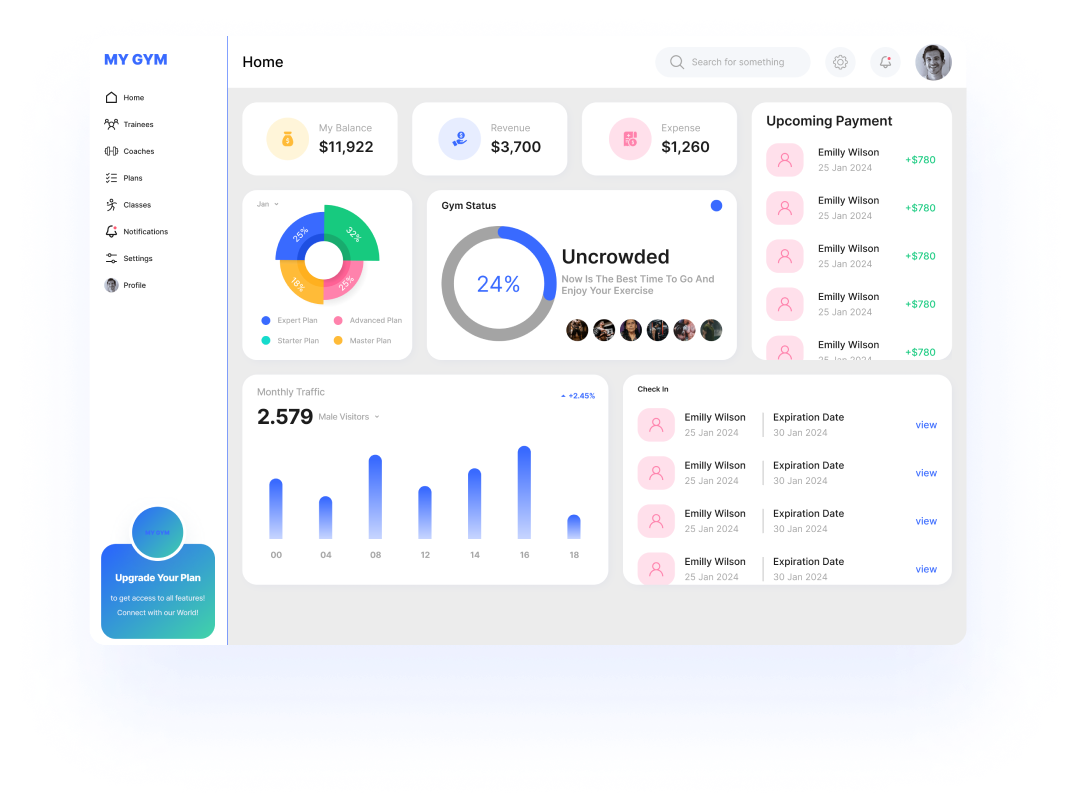 MY GYM
Home
Trainees
Coaches
Plans
Classes
Notifications
Settings
Profile
MY GYM
Upgrade Your Plan
to get access to all features!
Connect with our World!
Home
Search for something
My Balance
$11,922
Revenue
$3,700
Expense
$1,260
Jan
25%
32%
18%
25%
Expert Plan
Advanced Plan
Starter Plan
Master Plan
Gym Status
24%
Uncrowded
Now Is The Best Time To Go And
Enjoy Your Exercise
Upcoming Payment
Emilly Wilson
25 Jan 2024
+$780
Emilly Wilson
25 Jan 2024
+$780
Emilly Wilson
25 Jan 2024
+$780
Emilly Wilson
25 Jan 2024
+$780
Emilly Wilson
25 Jan 2024
+$780
Monthly Traffic
+2.45%
2.579 Male Visitors
00 04 08 12 14 16 18
Check In
Emilly Wilson Expiration Date
25 Jan 2024 30 Jan 2024
view
Emilly Wilson Expiration Date
25 Jan 2024 30 Jan 2024
view
Emilly Wilson Expiration Date
25 Jan 2024 30 Jan 2024
view
Emilly Wilson Expiration Date
25 Jan 2024 30 Jan 2024
view